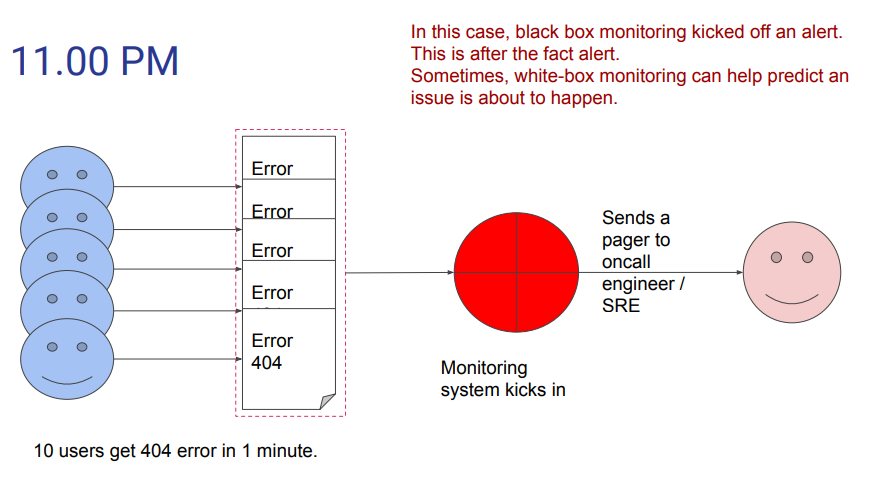 11.00 PM
In this case, black box monitoring kicked off an alert.
This is after the fact alert.
Sometimes, white-box monitoring can help predict an
issue is about to happen.
Error
Error
Error
Error
Error
404
Sends a
pager to
oncall
engineer /
SRE
Monitoring
system kicks in
10 users get 404 error in 1 minute.